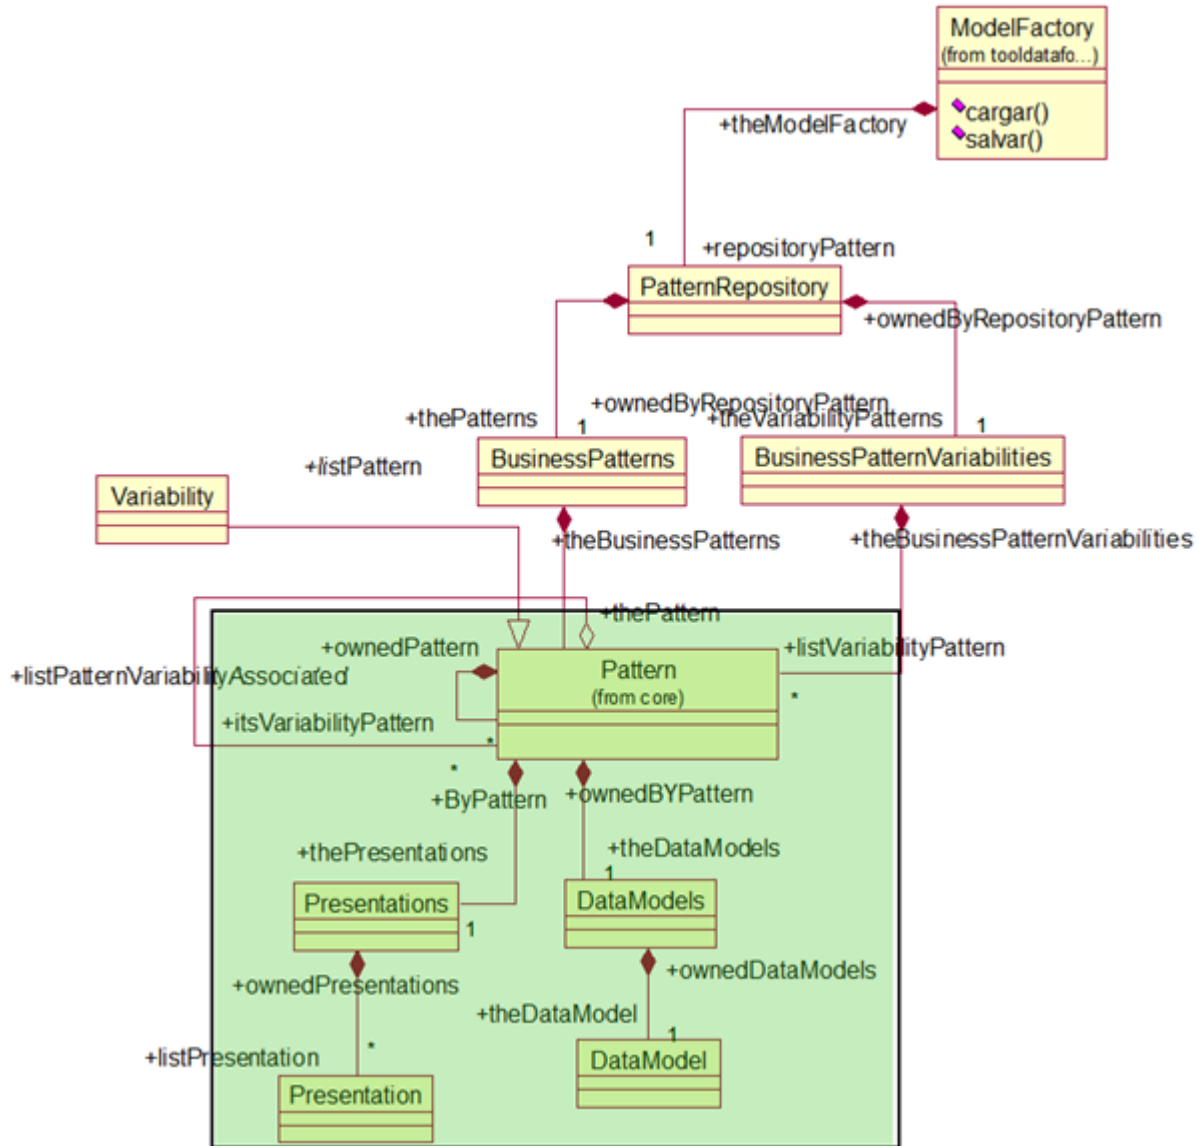 ModelFactory
(from tooldatafo...)
cargar()
salvar()
+theModelFactory
1
+repositoryPattern
PatternRepository
+ownedByRepositoryPattern
+ownedByRepositoryPattern
+thePatterns
1
+theVariabilityPatterns
1
+listPattern
BusinessPatterns
BusinessPatternVariabilities
Variability
+theBusinessPatterns
+theBusinessPatternVariabilities
+thePattern
+ownedPattern
+listVariabilityPattern
Pattern
(from core)
+listPatternVariabilityAssociated
*
+itsVariabilityPattern
*
*
+ByPattern
+ownedBYPattern
+thePresentations
+theDataModels
1
Presentations
DataModels
1
+ownedPresentations
+ownedDataModels
+theDataModel
1
+listPresentation
*
DataModel
Presentation